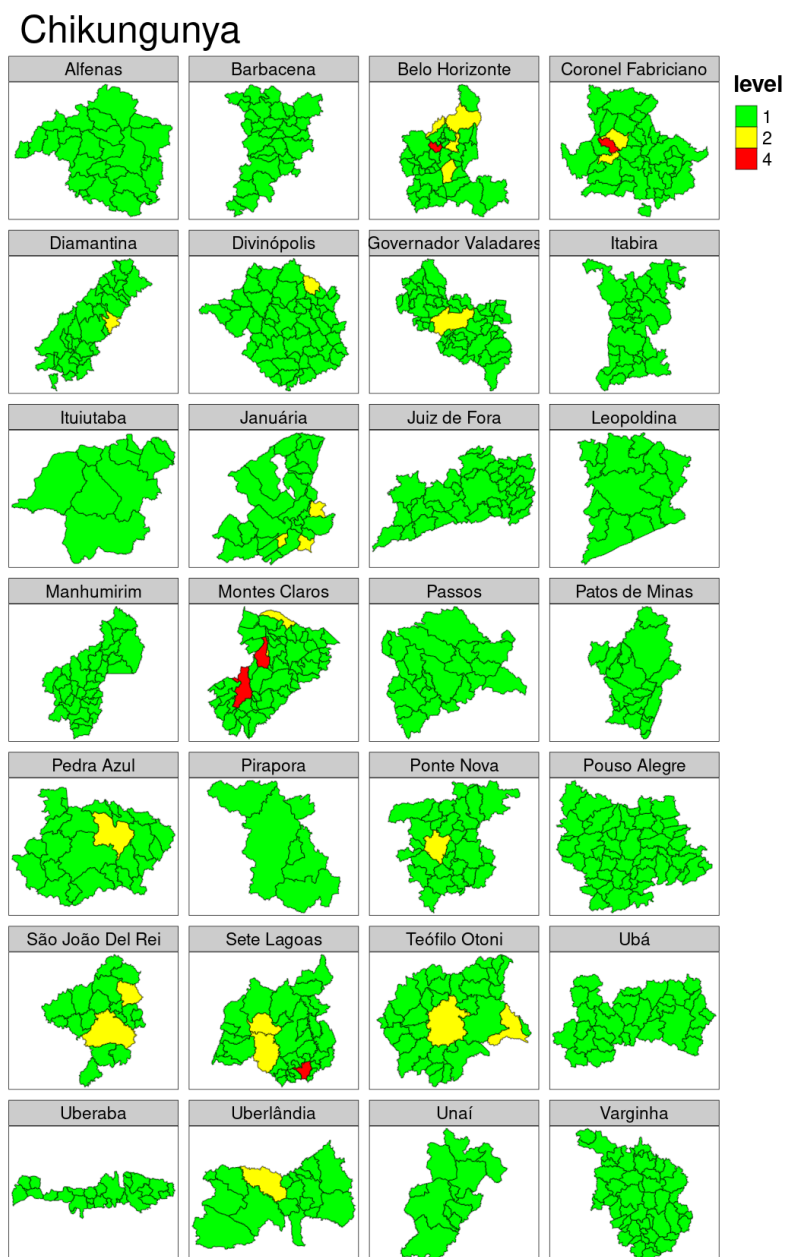 Chikungunya
Alfenas
Barbacena
Belo Horizonte
Coronel Fabriciano
level
1
2
4
Diamantina
Divinópolis
Governador Valadares
Itabira
Ituiutaba
Januária
Juiz de Fora
Leopoldina
Manhumirim
Montes Claros
Passos
Patos de Minas
Pedra Azul
Pirapora
Ponte Nova
Pouso Alegre
São João Del Rei
Sete Lagoas
Teófilo Otoni
Ubá
Uberaba
Uberlândia
Unaí
Varginha